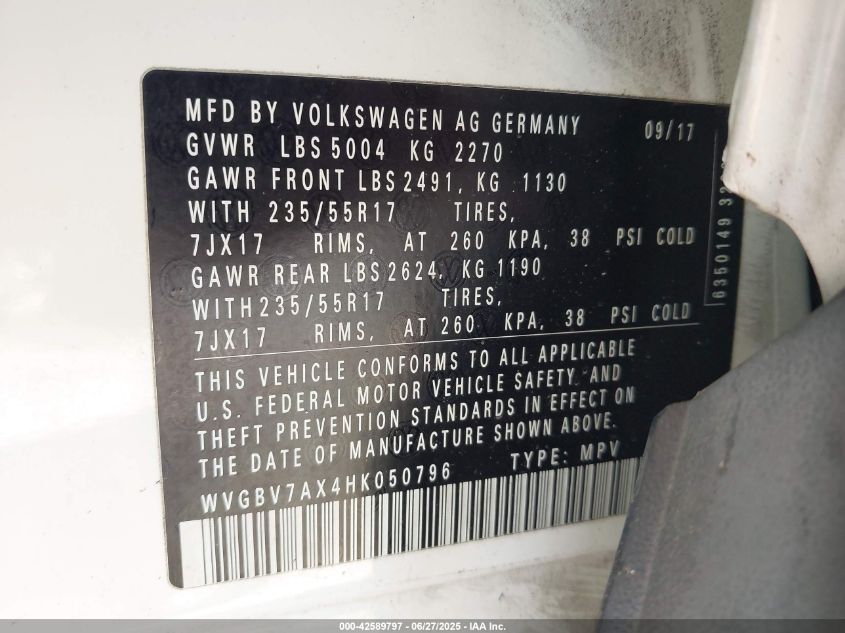 MFD BY VOLKSWAGEN AG GERMANY 09/17
GVWR LBS 5004 KG 2270
GAWR FRONT LBS 2491, KG 1130
WITH 235/55R17 TIRES,
7JX17 RIMS, AT 260 KPA, 38 PSI COLD
GAWR REAR LBS 2624, KG 1190
WITH 235/55R17 TIRES,
7JX17 RIMS, AT 260 KPA, 38 PSI COLD
THIS VEHICLE CONFORMS TO ALL APPLICABLE
U.S. FEDERAL MOTOR VEHICLE SAFETY AND
THEFT PREVENTION STANDARDS IN EFFECT ON
THE DATE OF MANUFACTURE SHOWN ABOVE.
WVGBV7AX4HK050796 TYPE: MPV
6350149
000-42589797 - 06/27/2025 - IAA Inc.